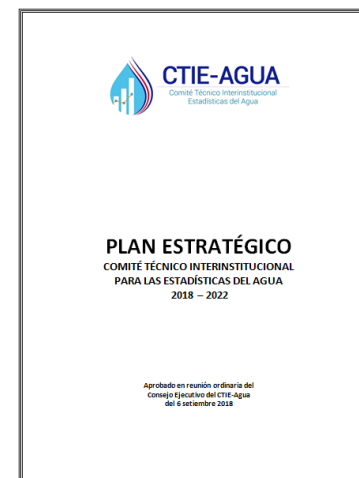 CTIE-AGUA
Comité Técnico Interinstitucional
Estadísticas del Agua
PLAN ESTRATÉGICO
COMITÉ TÉCNICO INTERINSTITUCIONAL
PARA LAS ESTADÍSTICAS DEL AGUA
2018 – 2022
Aprobado en reunión ordinaria del
Consejo Ejecutivo del CTIE-Agua
del 6 setiembre 2018